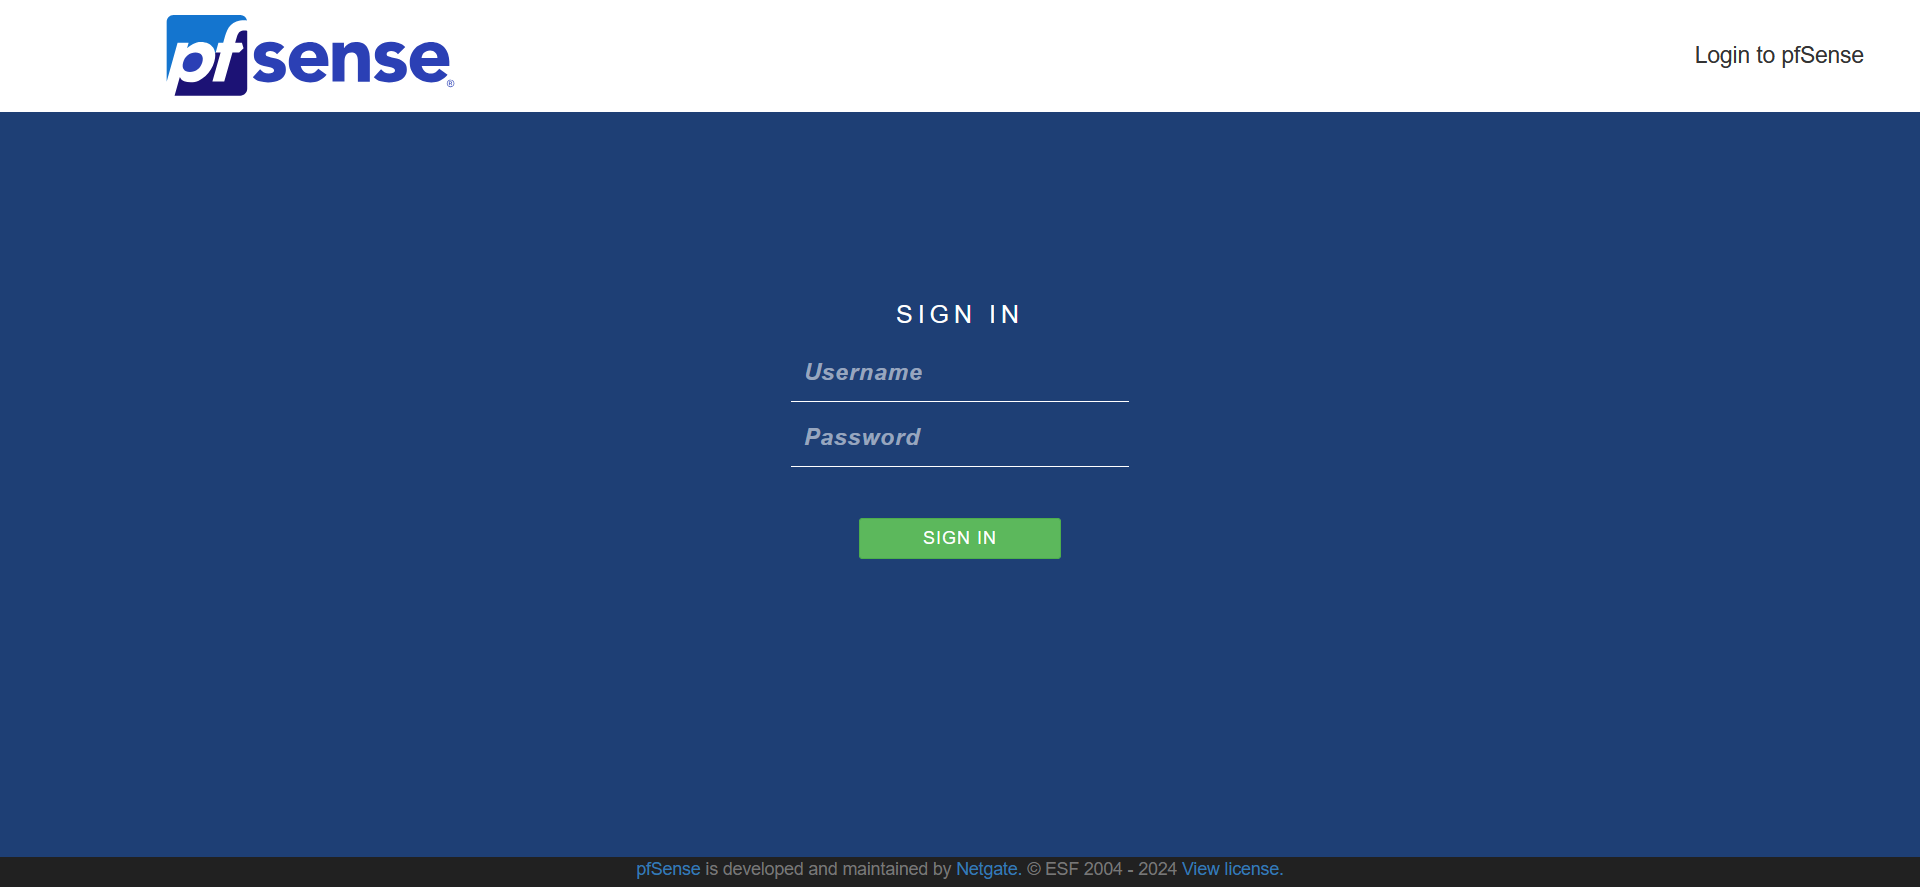 pfsense®
Login to pfSense
SIGN IN
Username
Password
SIGN IN
pfSense is developed and maintained by Netgate. © ESF 2004 - 2024 View license.